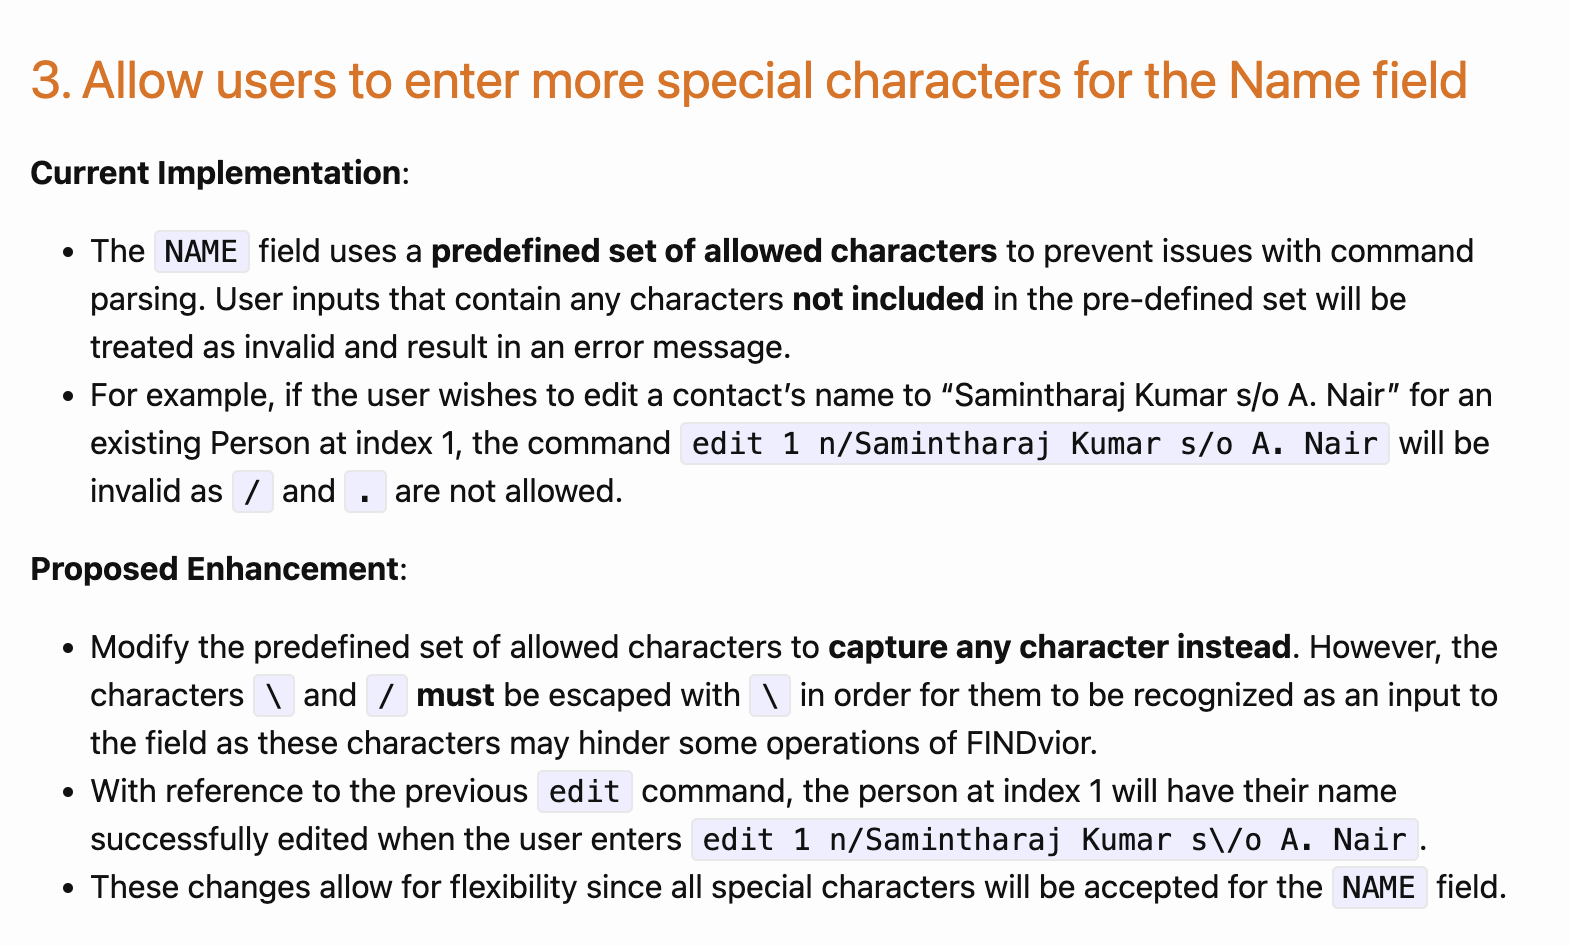 3. Allow users to enter more special characters for the Name field
Current Implementation:
• The NAME field uses a predefined set of allowed characters to prevent issues with command
parsing. User inputs that contain any characters not included in the pre-defined set will be
treated as invalid and result in an error message.
• For example, if the user wishes to edit a contact’s name to “Samintharaj Kumar s/o A. Nair” for an
existing Person at index 1, the command edit 1 n/Samintharaj Kumar s/o A. Nair will be
invalid as / and . are not allowed.
Proposed Enhancement:
• Modify the predefined set of allowed characters to capture any character instead. However, the
characters \ and / must be escaped with \ in order for them to be recognized as an input to
the field as these characters may hinder some operations of FINDvior.
• With reference to the previous edit command, the person at index 1 will have their name
successfully edited when the user enters edit 1 n/Samintharaj Kumar s\/o A. Nair.
• These changes allow for flexibility since all special characters will be accepted for the NAME field.